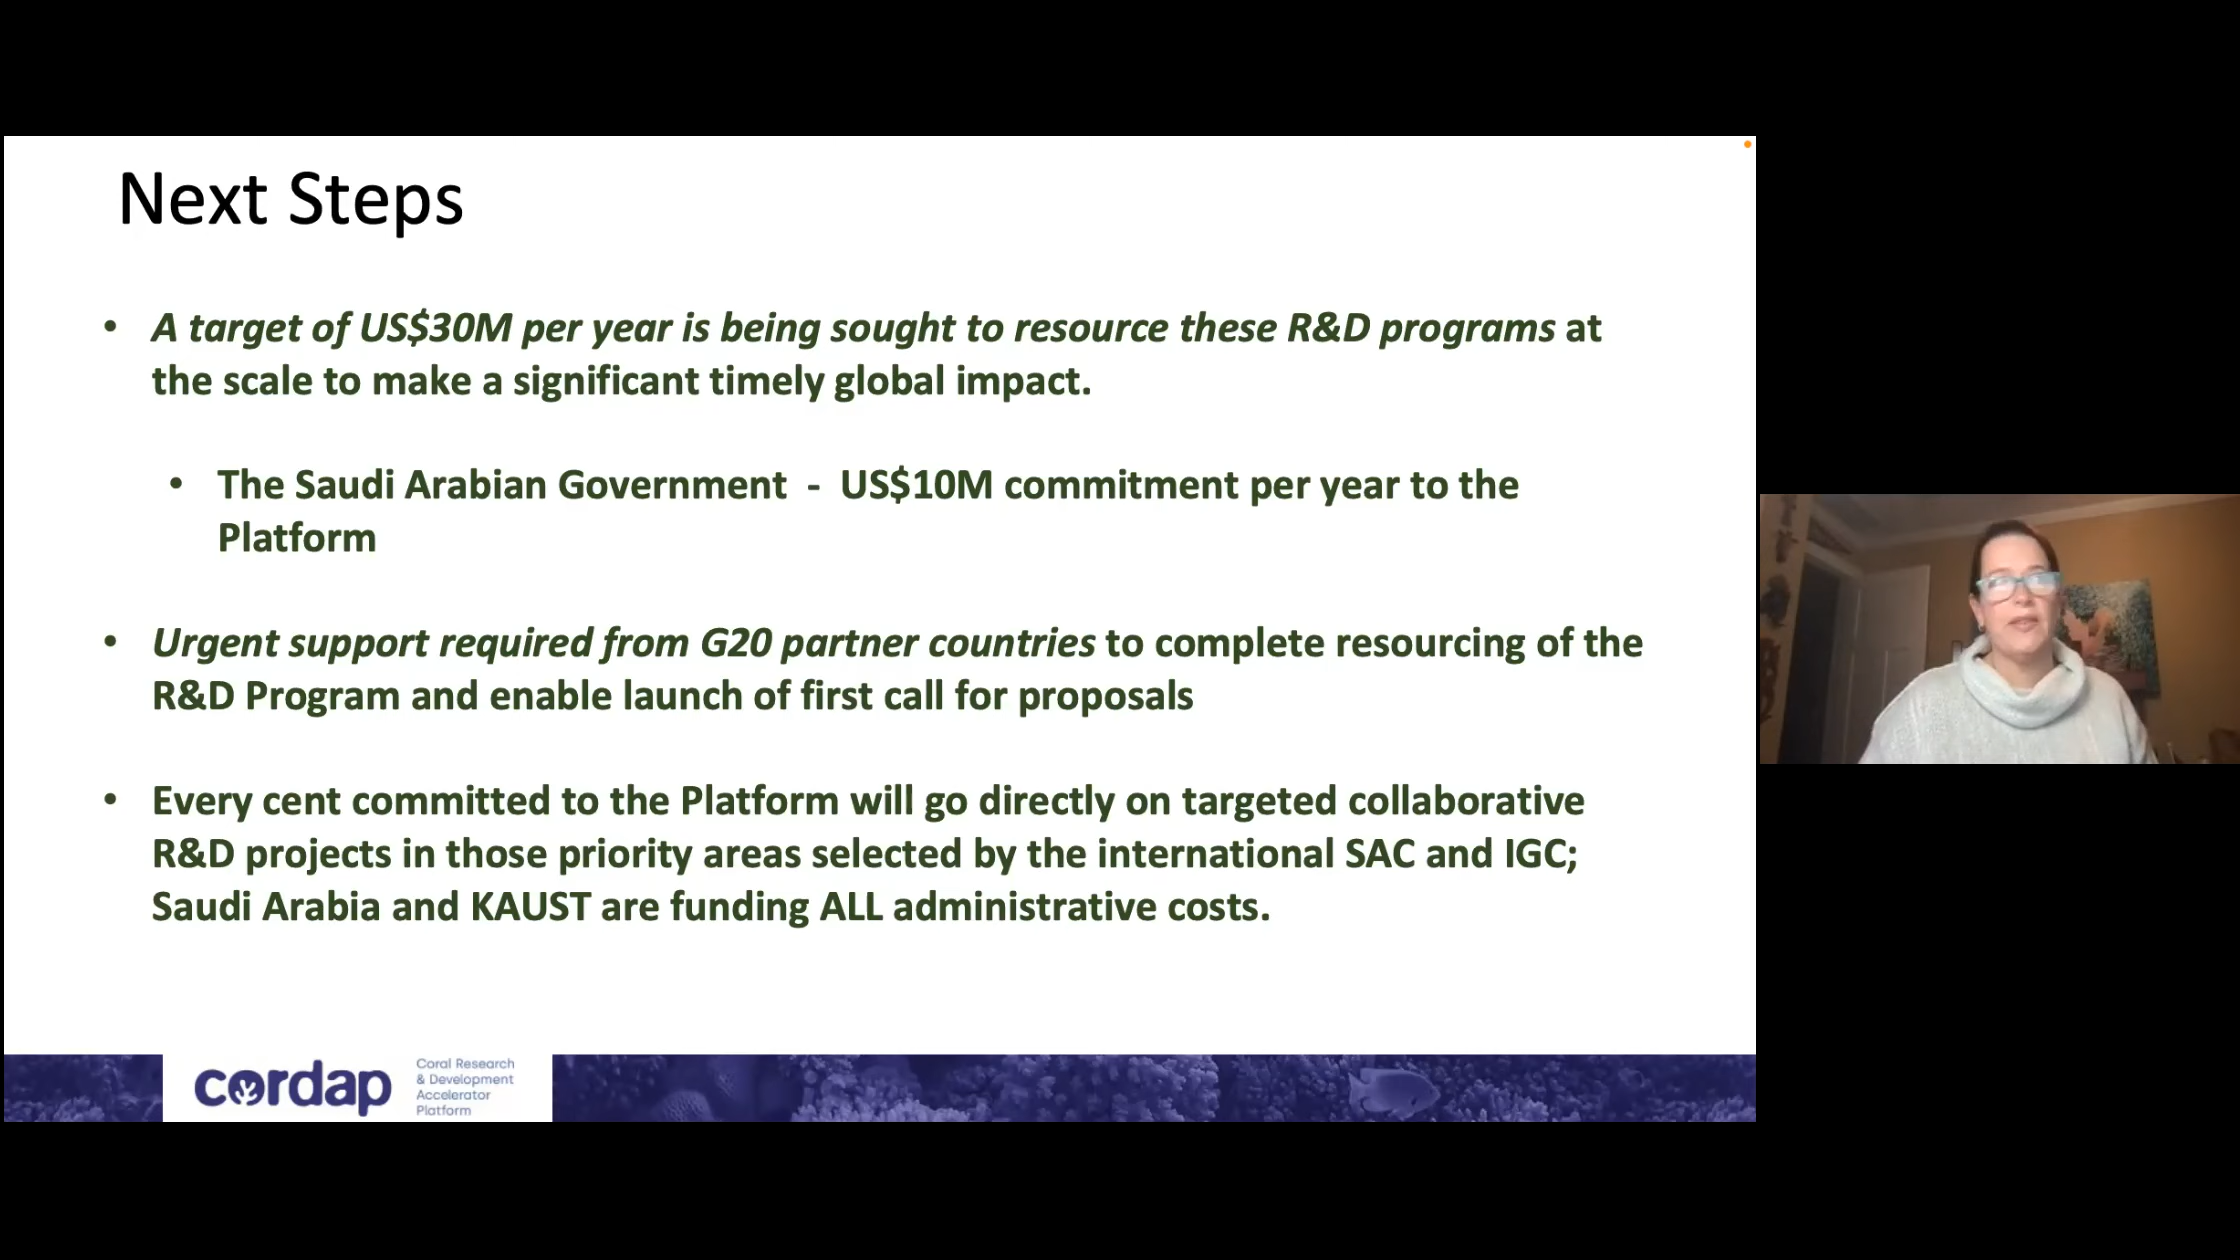 Next Steps
• A target of US$30M per year is being sought to resource these R&D programs at
the scale to make a significant timely global impact.
• The Saudi Arabian Government - US$10M commitment per year to the
Platform
• Urgent support required from G20 partner countries to complete resourcing of the
R&D Program and enable launch of first call for proposals
• Every cent committed to the Platform will go directly on targeted collaborative
R&D projects in those priority areas selected by the international SAC and IGC;
Saudi Arabia and KAUST are funding ALL administrative costs.
cordap
Coral Research
& Development
Accelerator
Platform